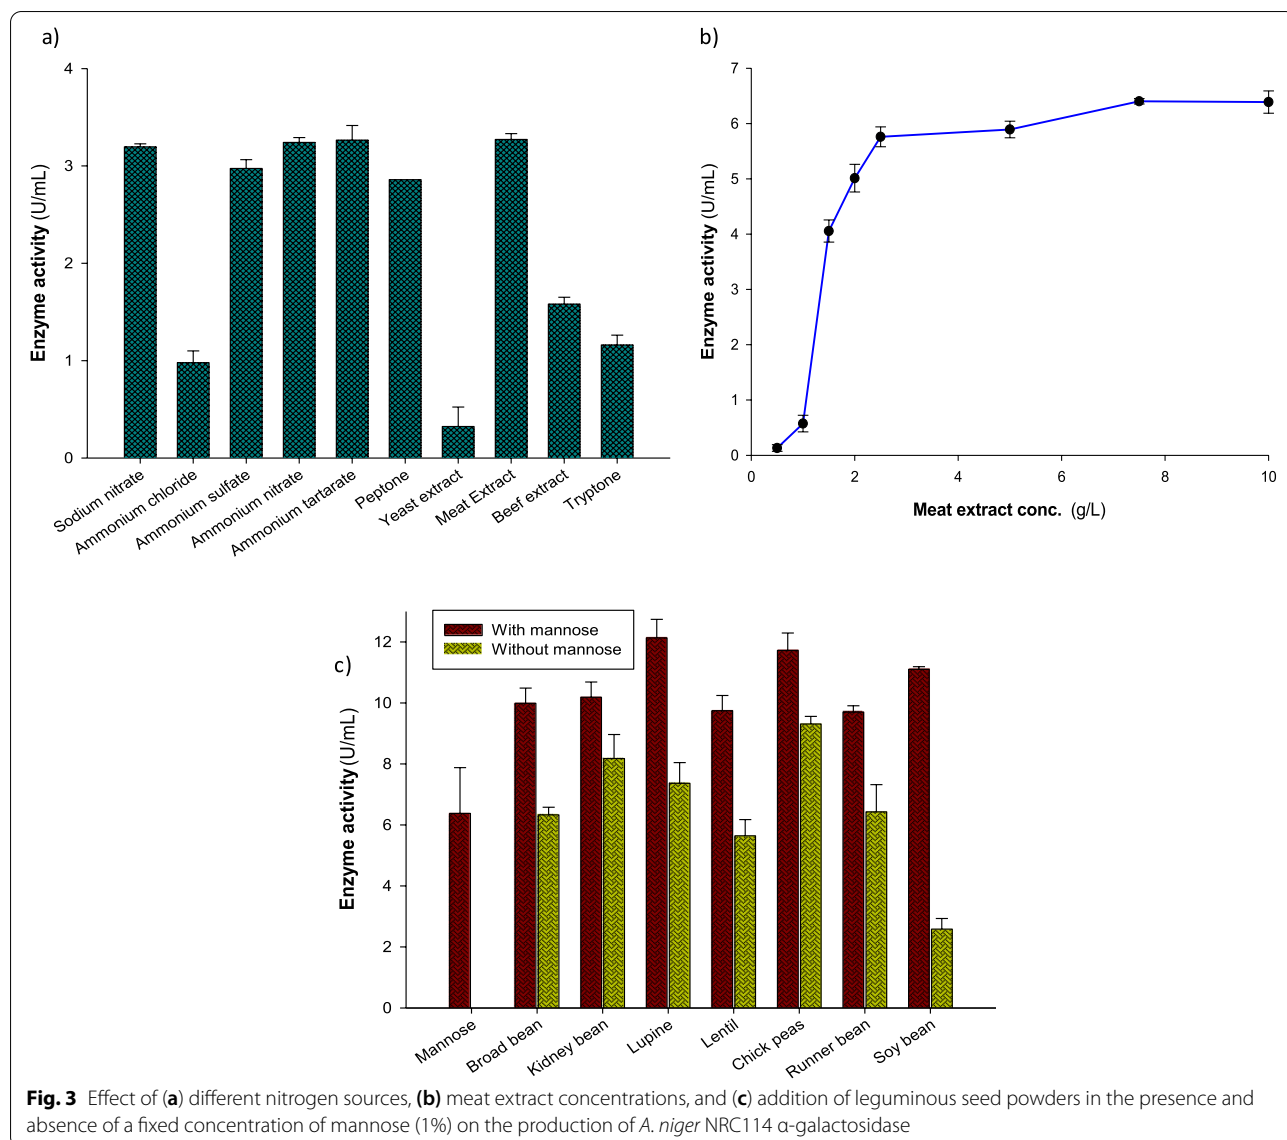 a)
4
3
2
1
0
Enzyme activity (U/mL)
Sodium nitrate
Ammonium chloride
Ammonium sulfate
Ammonium nitrate
Ammonium tartarate
Peptone
Yeast extract
Meat Extract
Beef extract
Tryptone
b)
7
6
5
4
3
2
1
0
Enzyme activity (U/mL)
0 2 4 6 8 10
Meat extract conc. (g/L)
c)
With mannose
Without mannose
12
10
8
6
4
2
0
Enzyme activity (U/mL)
Mannose
Broad bean
Kidney bean
Lupine
Lentil
Chick peas
Runner bean
Soy bean
Fig. 3 Effect of (a) different nitrogen sources, (b) meat extract concentrations, and (c) addition of leguminous seed powders in the presence and
absence of a fixed concentration of mannose (1%) on the production of A. niger NRC114 α-galactosidase